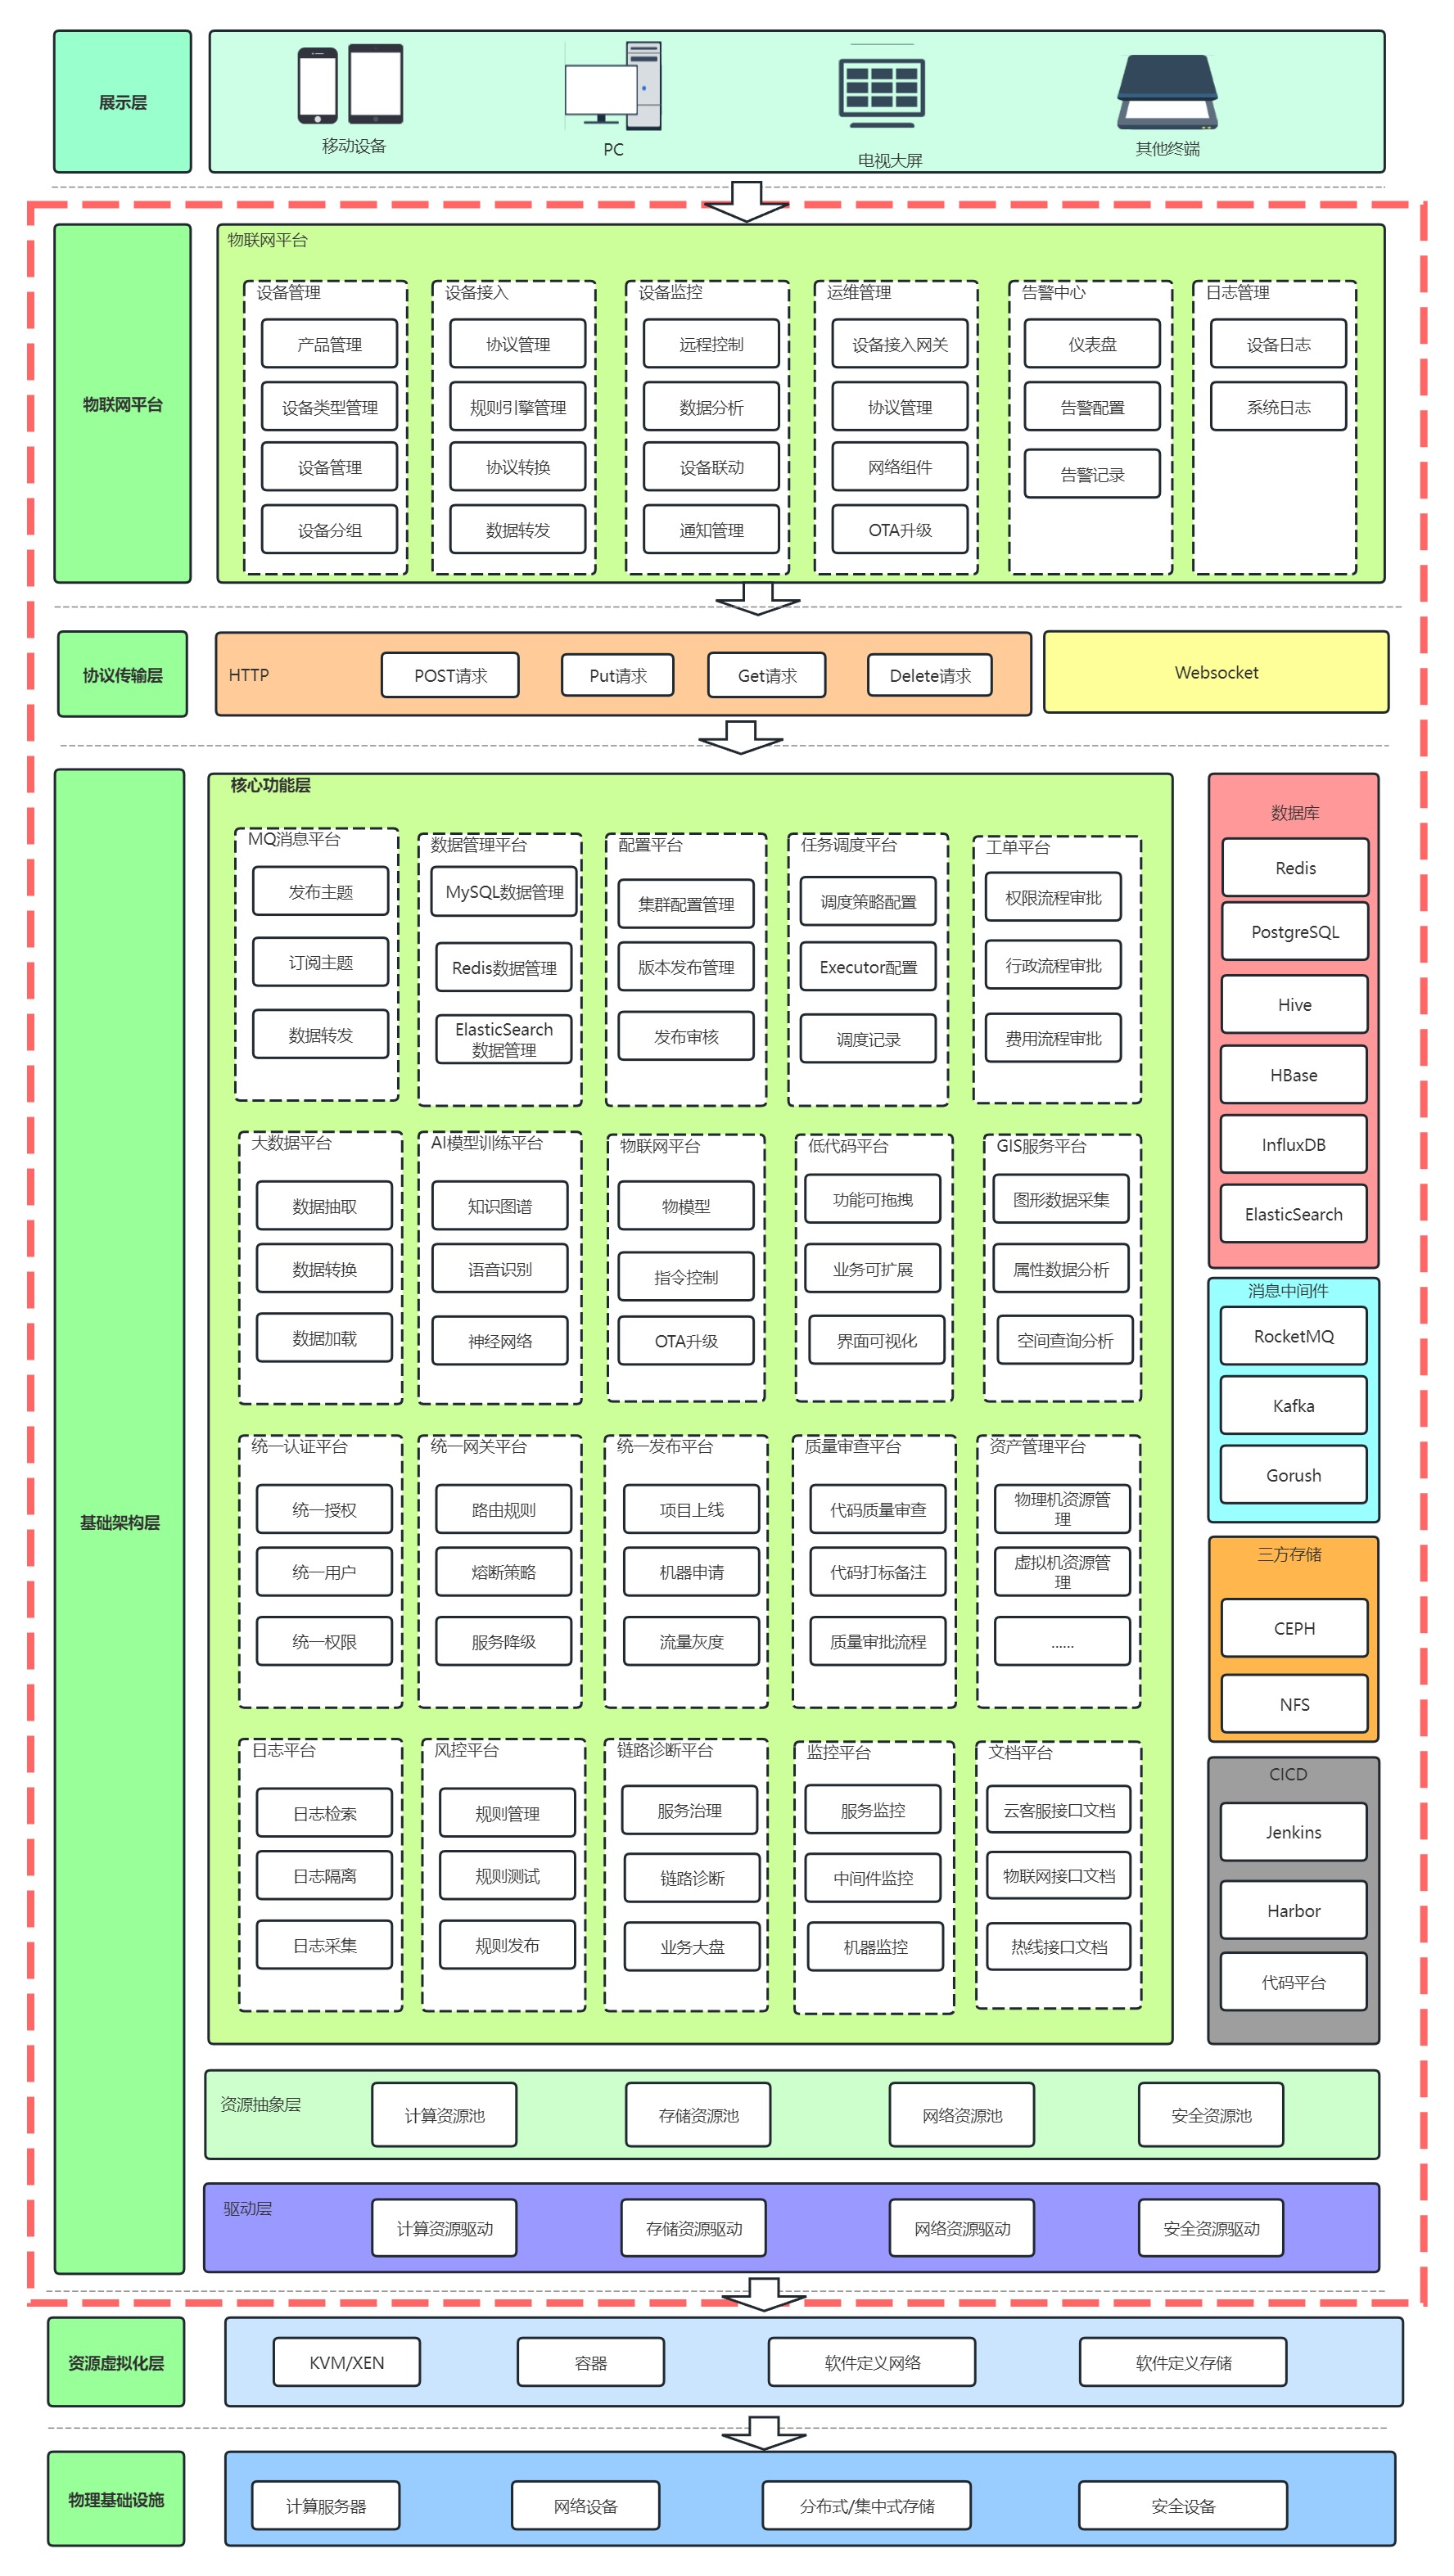 展示层
移动设备
PC
电视大屏
其他终端
物联网平台
物联网平台
设备管理
产品管理
设备类型管理
设备管理
设备分组
设备接入
协议管理
规则引擎管理
协议转换
数据转发
设备监控
远程控制
数据分析
设备联动
通知管理
运维管理
设备接入网关
协议管理
网络组件
OTA升级
告警中心
仪表盘
告警配置
告警记录
日志管理
设备日志
系统日志
协议传输层
HTTP
POST请求
Put请求
Get请求
Delete请求
Websocket
基础架构层
核心功能层
MQ消息平台
发布主题
订阅主题
数据转发
数据管理平台
MySQL数据管理
Redis数据管理
ElasticSearch
数据管理
配置平台
集群配置管理
版本发布管理
发布审核
任务调度平台
调度策略配置
Executor配置
调度记录
工单平台
权限流程审批
行政流程审批
费用流程审批
大数据平台
数据抽取
数据转换
数据加载
AI模型训练平台
知识图谱
语音识别
神经网络
物联网平台
物模型
指令控制
OTA升级
低代码平台
功能可拖拽
业务可扩展
界面可视化
GIS服务平台
图形数据采集
属性数据分析
空间查询分析
统一认证平台
统一授权
统一用户
统一权限
统一网关平台
路由规则
熔断策略
服务降级
统一发布平台
项目上线
机器申请
流量灰度
质量审查平台
代码质量审查
代码打标备注
质量审批流程
资产管理平台
物理机资源管
理
虚拟机资源管
理
......
日志平台
日志检索
日志隔离
日志采集
风控平台
规则管理
规则测试
规则发布
链路诊断平台
服务治理
链路诊断
业务大盘
监控平台
服务监控
中间件监控
机器监控
文档平台
云客服接口文档
物联网接口文档
热线接口文档
数据库
Redis
PostgreSQL
Hive
HBase
InfluxDB
ElasticSearch
消息中间件
RocketMQ
Kafka
Gorush
三方存储
CEPH
NFS
CICD
Jenkins
Harbor
代码平台
资源抽象层
计算资源池
存储资源池
网络资源池
安全资源池
驱动层
计算资源驱动
存储资源驱动
网络资源驱动
安全资源驱动
资源虚拟化层
KVM/XEN
容器
软件定义网络
软件定义存储
物理基础设施
计算服务器
网络设备
分布式/集中式存储
安全设备